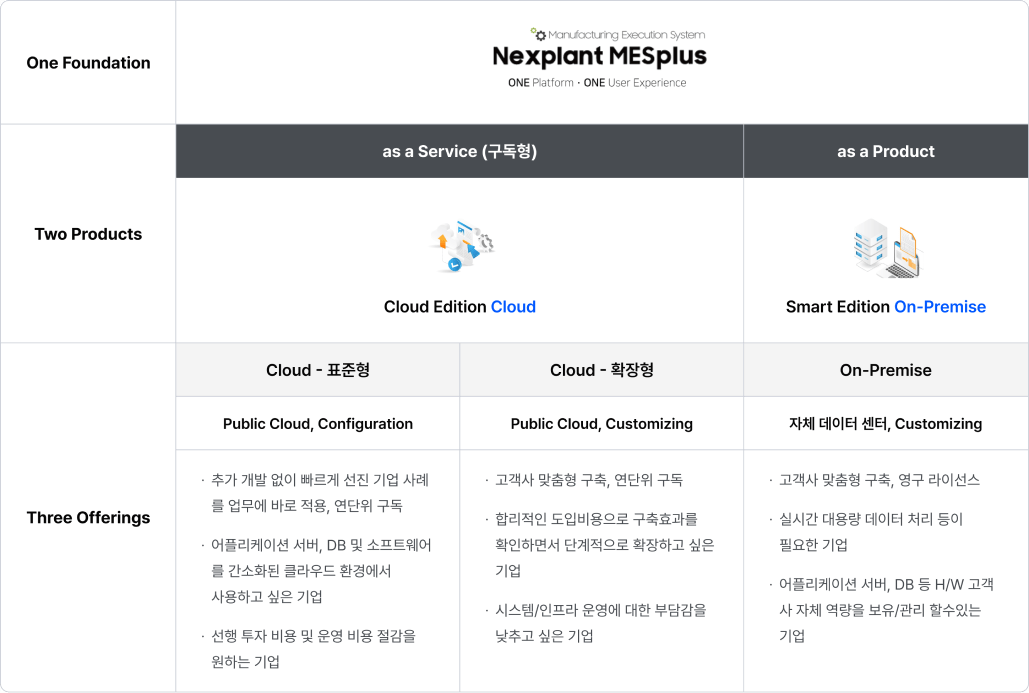 One Foundation
Manufacturing Execution System
Nexplant MESplus
ONE Platform · ONE User Experience
Two Products
as a Service (구독형)
as a Product
Cloud Edition Cloud
Smart Edition On-Premise
Three Offerings
Cloud - 표준형
Cloud - 확장형
On-Premise
Public Cloud, Configuration
Public Cloud, Customizing
자체 데이터 센터, Customizing
· 추가 개발 없이 빠르게 선진 기업 사례
를 업무에 바로 적용, 연단위 구독
· 어플리케이션 서버, DB 및 소프트웨어
를 간소화된 클라우드 환경에서
사용하고 싶은 기업
· 선행 투자 비용 및 운영 비용 절감을
원하는 기업
· 고객사 맞춤형 구축, 연단위 구독
· 합리적인 도입비용으로 구축효과를
확인하면서 단계적으로 확장하고 싶은
기업
· 시스템/인프라 운영에 대한 부담감을
낮추고 싶은 기업
· 고객사 맞춤형 구축, 영구 라이선스
· 실시간 대용량 데이터 처리 등이
필요한 기업
· 어플리케이션 서버, DB 등 H/W 고객
사 자체 역량을 보유/관리 할수있는
기업